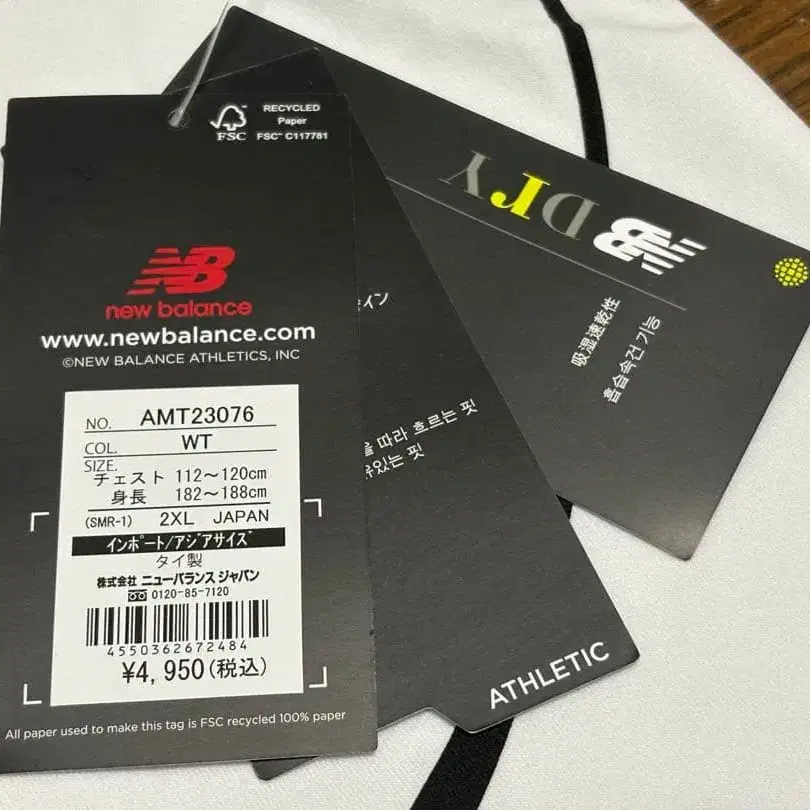 RECYCLED
Paper
FSC™ C117781
FSC
NB
new balance
www.newbalance.com
©NEW BALANCE ATHLETICS, INC
NO. AMT23076
COL. WT
SIZE.
チェスト 112～120cm
身長 182～188cm
(SMR-1) 2XL JAPAN
インポート/アジアサイズ
タイ製
株式会社 ニューバランス ジャパン
0120-85-7120
4550362672484
¥4,950(税込)
All paper used to make this tag is FSC recycled 100% paper
イン
따라 흐르는 핏
있는 핏
ATHLETIC
NB Dry
吸湿速乾性
흡습속건 기능